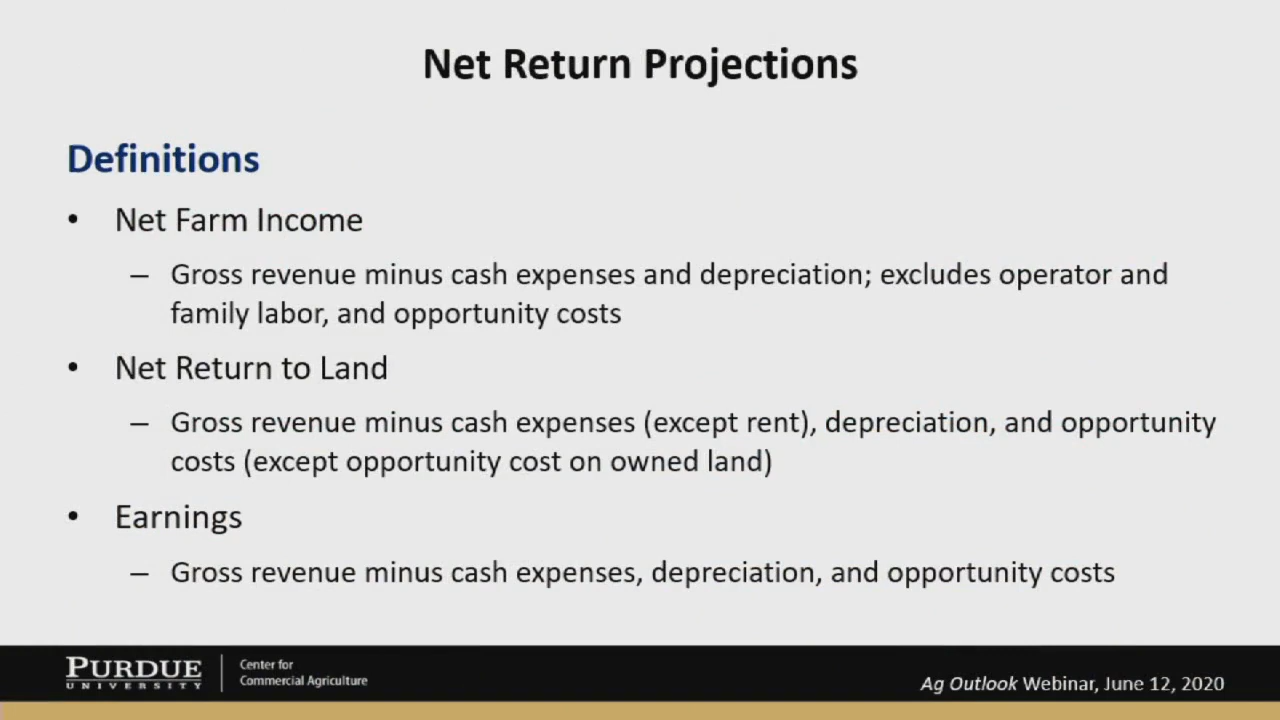 Net Return Projections
Definitions
• Net Farm Income
– Gross revenue minus cash expenses and depreciation; excludes operator and
family labor, and opportunity costs
• Net Return to Land
– Gross revenue minus cash expenses (except rent), depreciation, and opportunity
costs (except opportunity cost on owned land)
• Earnings
– Gross revenue minus cash expenses, depreciation, and opportunity costs
PURDUE
UNIVERSITY
Center for
Commercial Agriculture
Ag Outlook Webinar, June 12, 2020